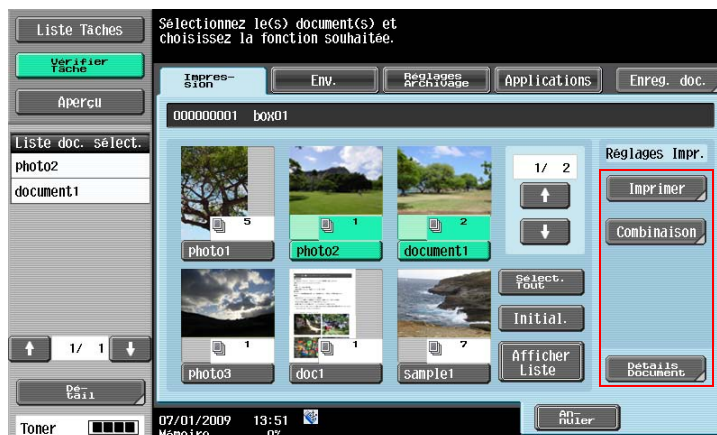 Liste Tâches
Sélectionnez le(s) document(s) et
choisissez la fonction souhaitée.
Vérifier
Tâche
Aperçu
Impres-
sion
Env.
Réglages
Archivage
Applications
Enreg. doc.
000000001 box01
Liste doc. sélect.
photo2
document1
1/ 1
Dé-
tail
Toner
5
photo1
1
photo2
2
document1
1
photo3
1
doc1
7
sample1
1/ 2
Sélect.
Tout
Initial.
Afficher
Liste
Réglages Impr.
Imprimer
Combinaison
Détails
Document
07/01/2009 13:51
Mémoire 0%
An-
nuler